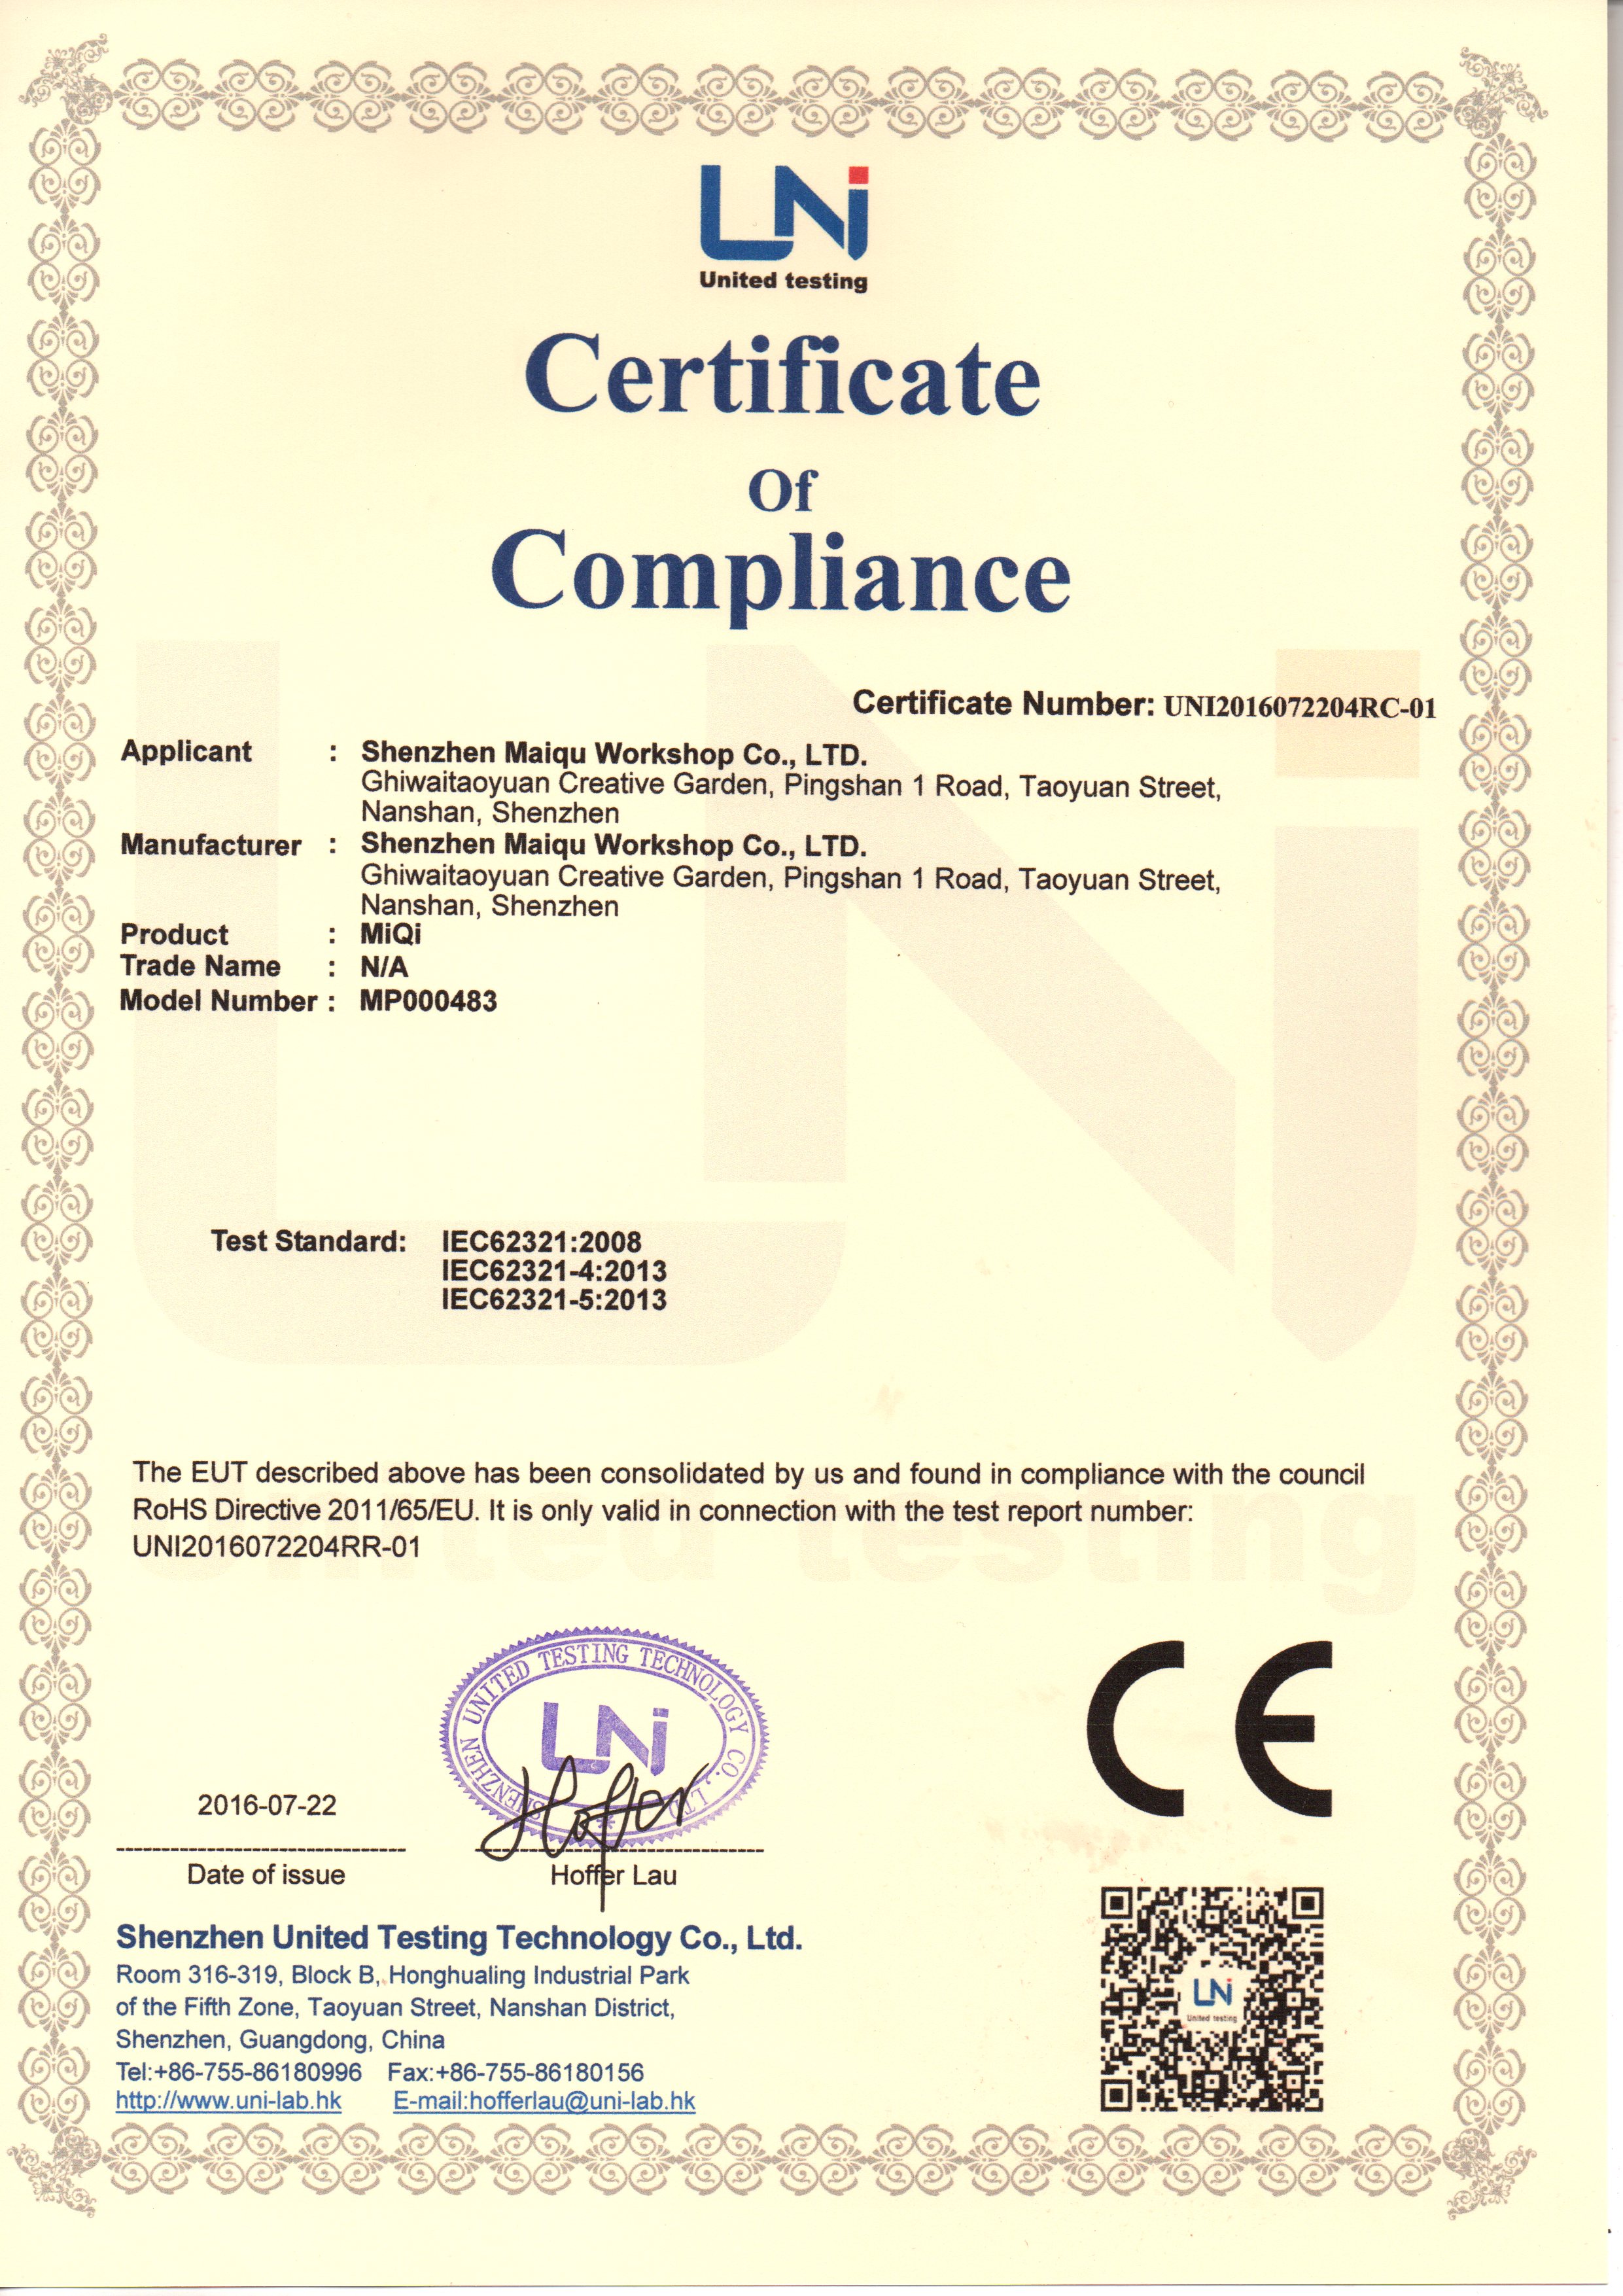 UNi
United testing
Certificate
Of
Compliance
Certificate Number: UNI2016072204RC-01
Applicant : Shenzhen Maiqu Workshop Co., LTD.
Ghiwaitaoyuan Creative Garden, Pingshan 1 Road, Taoyuan Street,
Nanshan, Shenzhen
Manufacturer : Shenzhen Maiqu Workshop Co., LTD.
Ghiwaitaoyuan Creative Garden, Pingshan 1 Road, Taoyuan Street,
Nanshan, Shenzhen
Product : MiQi
Trade Name : N/A
Model Number : MP000483
Test Standard: IEC62321:2008
IEC62321-4:2013
IEC62321-5:2013
The EUT described above has been consolidated by us and found in compliance with the council
RoHS Directive 2011/65/EU. It is only valid in connection with the test report number:
UNI2016072204RR-01
United testing
SHENZHEN UNITED TESTING TECHNOLOGY CO., LTD
UNi
Hoffer
CE
2016-07-22
Date of issue
Hoffer Lau
Shenzhen United Testing Technology Co., Ltd.
Room 316-319, Block B, Honghualing Industrial Park
of the Fifth Zone, Taoyuan Street, Nanshan District,
Shenzhen, Guangdong, China
Tel:+86-755-86180996 Fax:+86-755-86180156
http://www.uni-lab.hk E-mail:hofferlau@uni-lab.hk
UNi
United testing